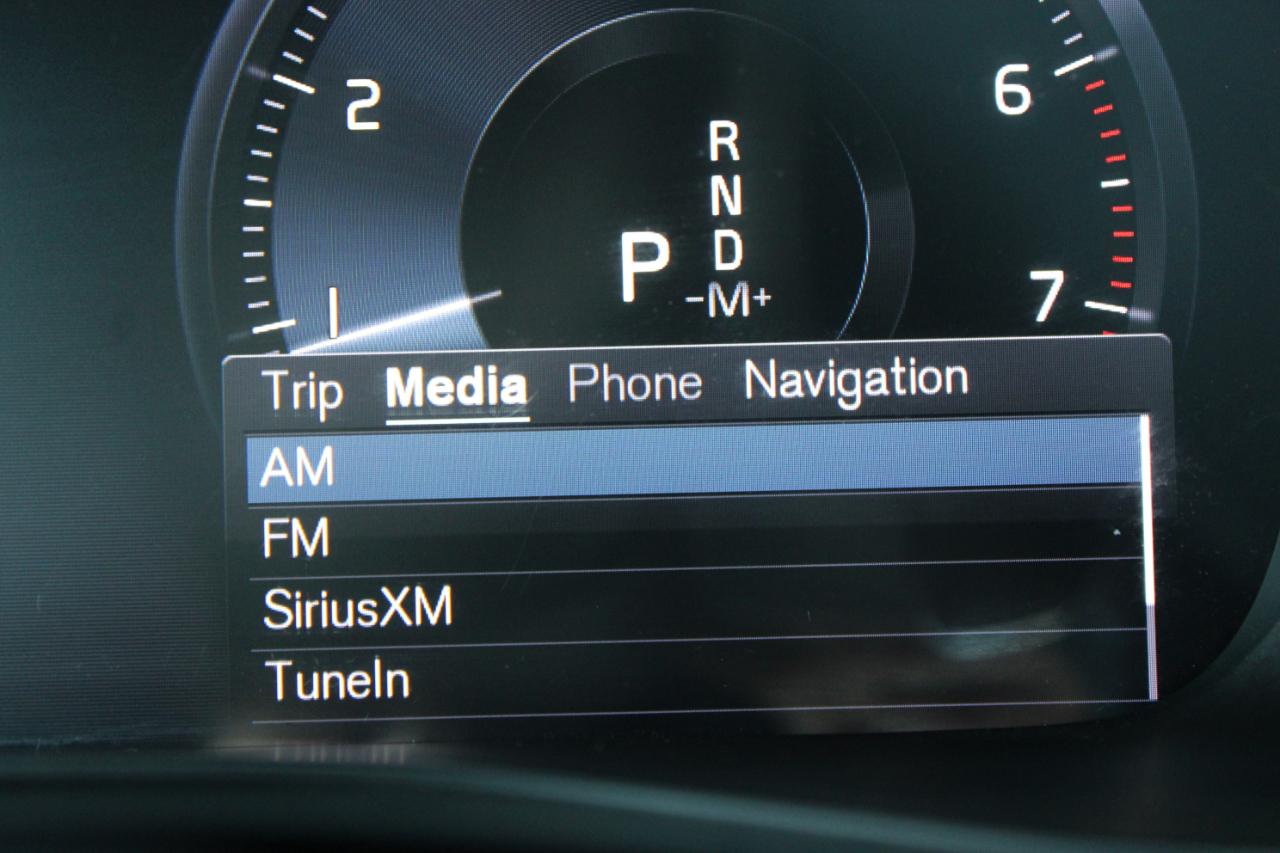 2
6
R
N
D
P
-M+
1
7
Trip Media Phone Navigation
AM
FM
SiriusXM
TuneIn